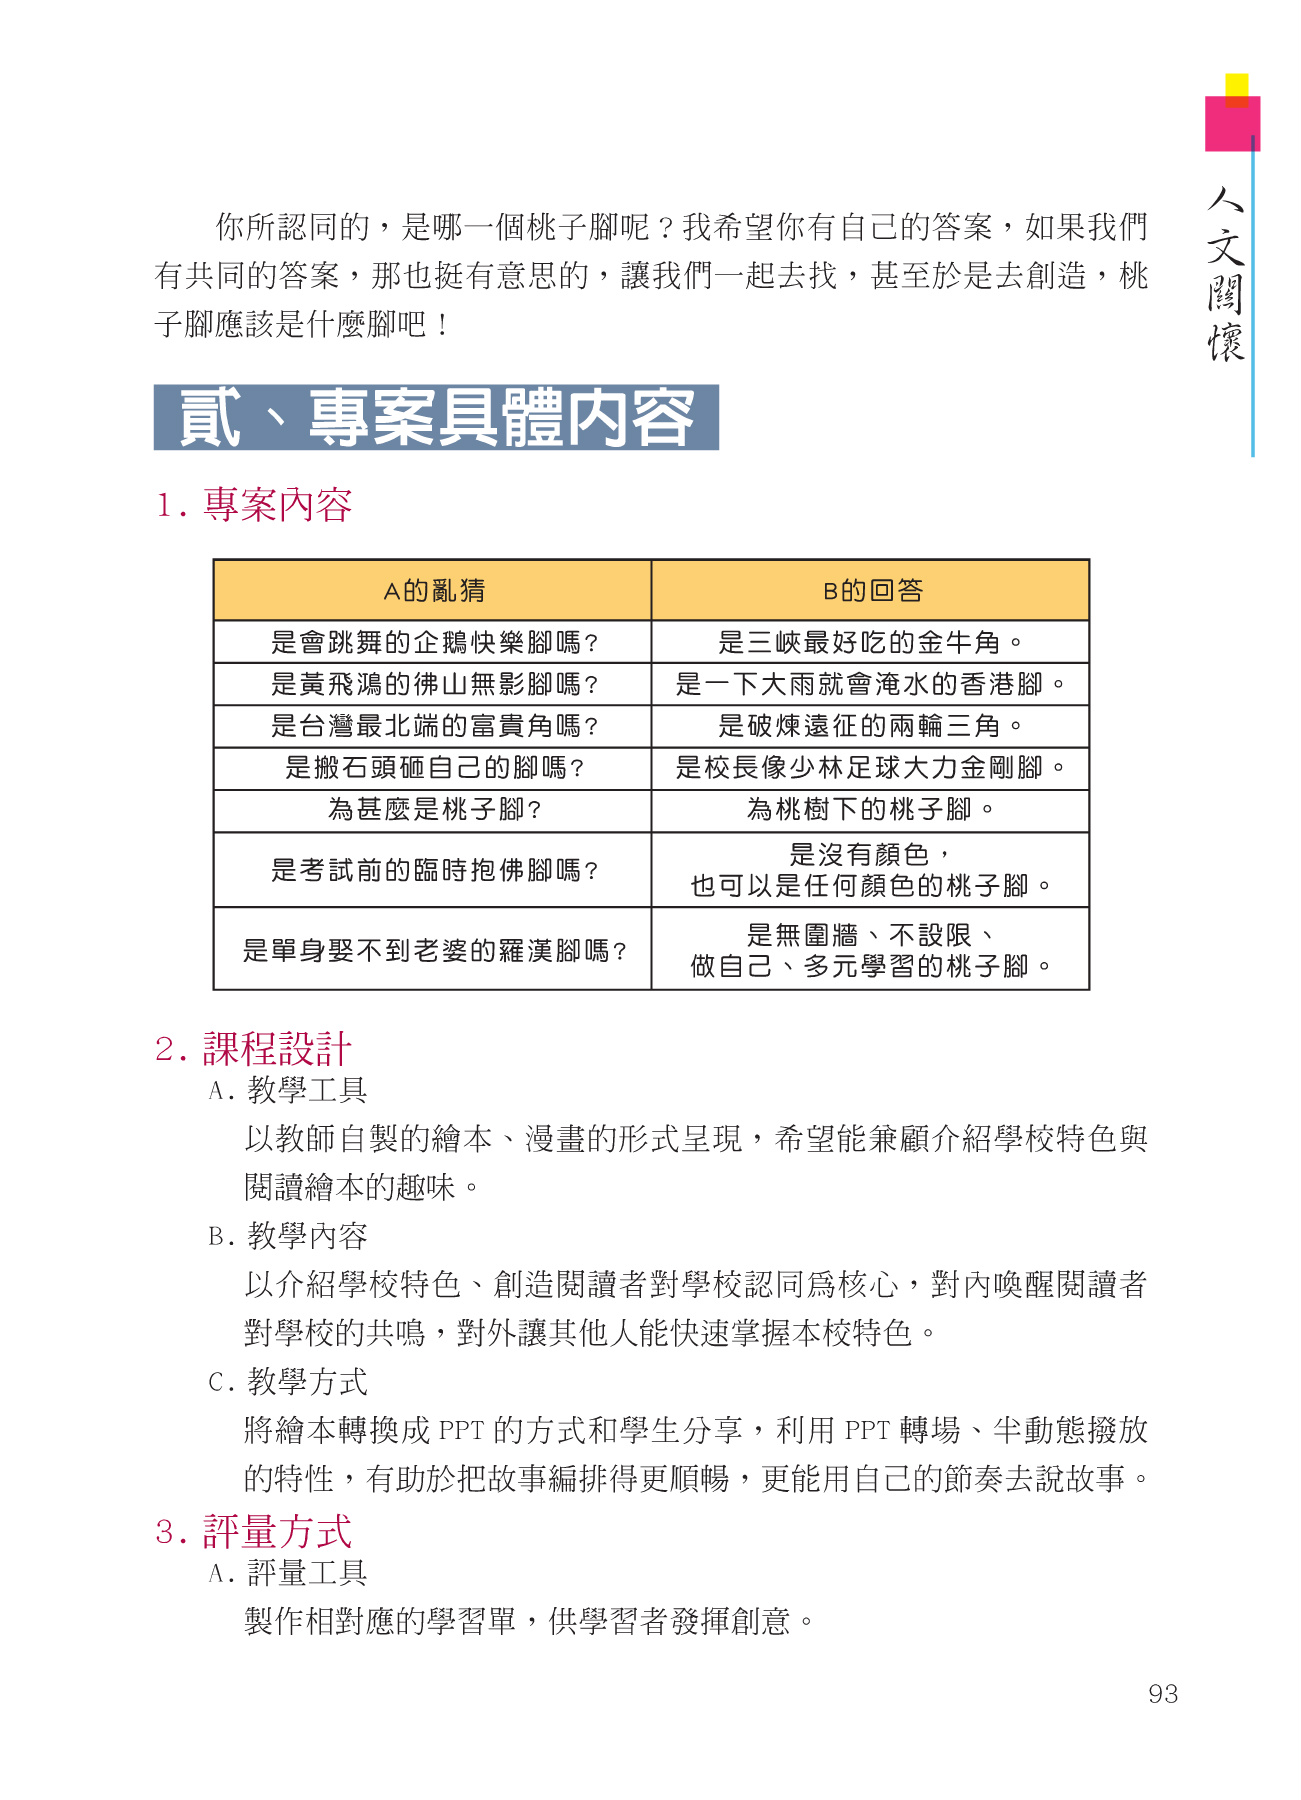 人文關懷
你所認同的，是哪一個桃子腳呢？我希望你有自己的答案，如果我們
有共同的答案，那也挺有意思的，讓我們一起去找，甚至於是去創造，桃
子腳應該是什麼腳吧！
貳、專案具體內容
1. 專案內容
A的亂猜 B的回答
是會跳舞的企鵝快樂腳嗎? 是三峽最好吃的金牛角。
是黃飛鴻的彿山無影腳嗎? 是一下大雨就會淹水的香港腳。
是台灣最北端的富貴角嗎? 是破煉遠征的兩輪三角。
是搬石頭砸自己的腳嗎? 是校長像少林足球大力金剛腳。
為甚麼是桃子腳? 為桃樹下的桃子腳。
是考試前的臨時抱佛腳嗎? 是沒有顏色，
也可以是任何顏色的桃子腳。
是單身娶不到老婆的羅漢腳嗎? 是無圍牆、不設限、
做自己、多元學習的桃子腳。
2. 課程設計
A. 教學工具
以教師自製的繪本、漫畫的形式呈現，希望能兼顧介紹學校特色與
閱讀繪本的趣味。
B. 教學內容
以介紹學校特色、創造閱讀者對學校認同為核心，對內喚醒閱讀者
對學校的共鳴，對外讓其他人能快速掌握本校特色。
C. 教學方式
將繪本轉換成 PPT 的方式和學生分享，利用 PPT 轉場、半動態撥放
的特性，有助於把故事編排得更順暢，更能用自己的節奏去說故事。
3. 評量方式
A. 評量工具
製作相對應的學習單，供學習者發揮創意。
93